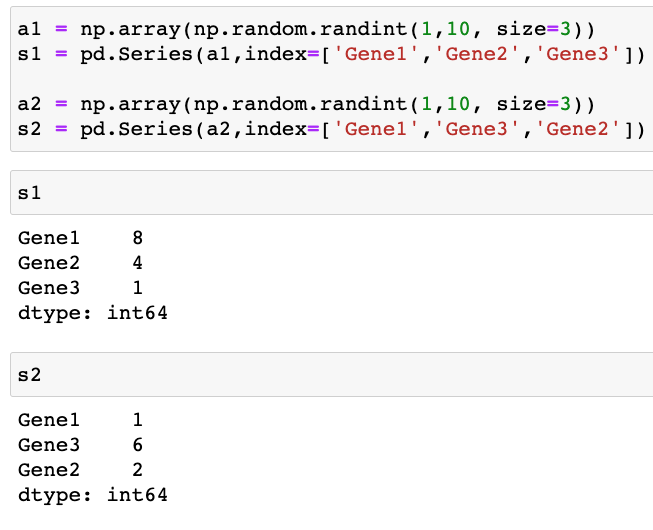 a1 = np.array(np.random.randint(1,10, size=3))
s1 = pd.Series(a1,index=['Gene1','Gene2','Gene3'])
a2 = np.array(np.random.randint(1,10, size=3))
s2 = pd.Series(a2,index=['Gene1','Gene3','Gene2'])
s1
Gene1    8
Gene2    4
Gene3    1
dtype: int64
s2
Gene1    1
Gene3    6
Gene2    2
dtype: int64